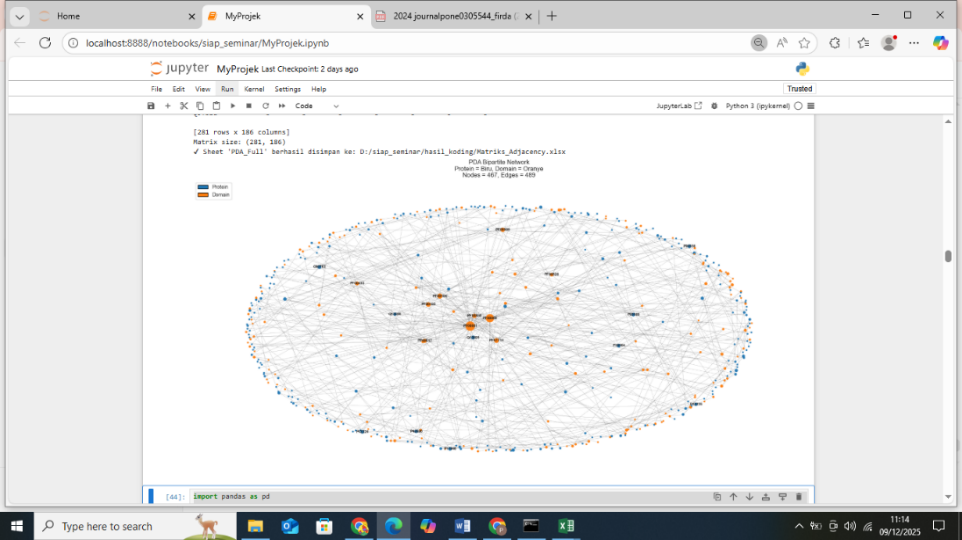 Home
MyProjek
2024 journalpone0305544_firda (
localhost:8888/notebooks/siap_seminar/MyProjek.ipynb
jupyter MyProjek Last Checkpoint: 2 days ago
File Edit View Run Kernel Settings Help
Trusted
Code
JupyterLab
Python 3 (ipykernel)
[281 rows x 186 columns]
Matrix size: (281, 186)
✓ Sheet 'PDA_Full' berhasil disimpan ke: D:/siap_seminar/hasil_koding/Matriks_Adjacency.xlsx
PDA Bipartite Network
Protein = Biru, Domain = Oranye
Nodes = 467, Edges = 489
Protein
Domain
[44]: import pandas as pd
Type here to search
11:14
09/12/2025